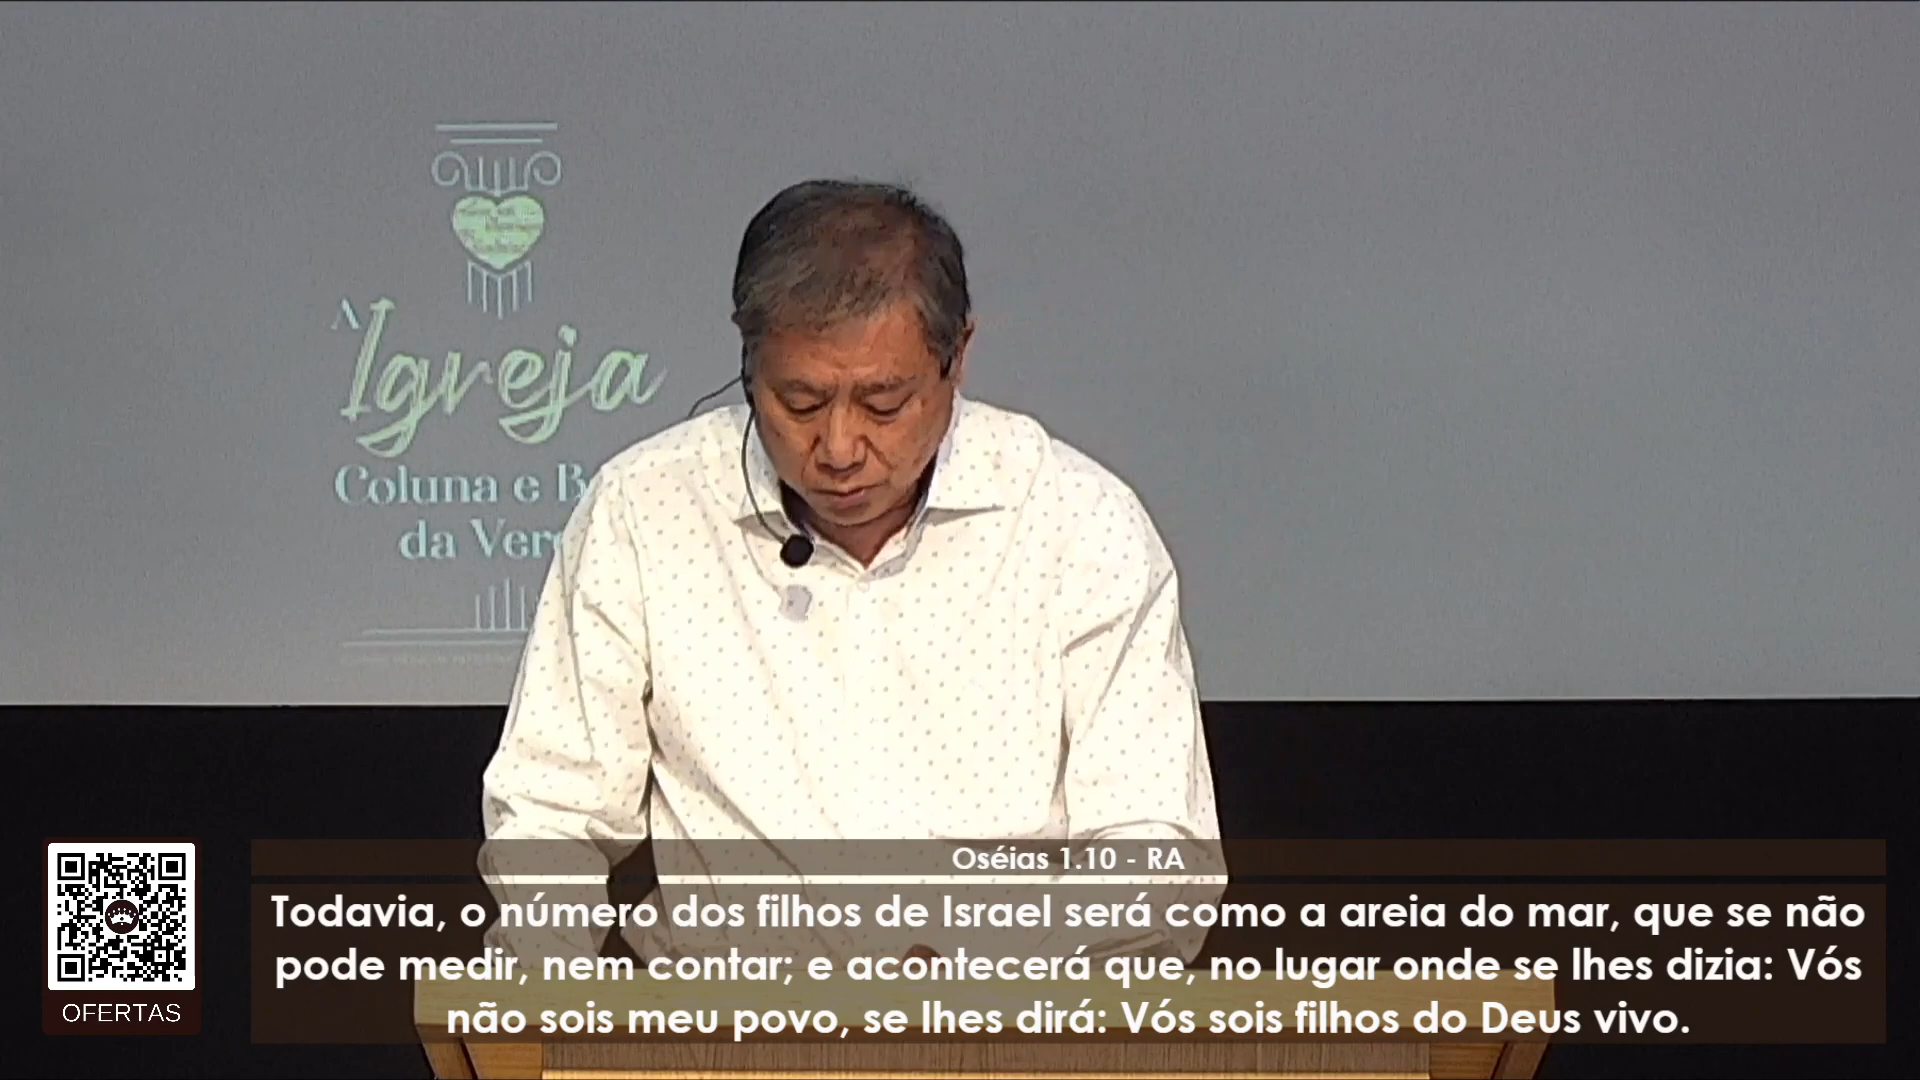 A
Igreja
Coluna e B
da Ver
Oséias 1.10 - RA
Todavia, o número dos filhos de Israel será como a areia do mar, que se não
pode medir, nem contar; e acontecerá que, no lugar onde se lhes dizia: Vós
não sois meu povo, se lhes dirá: Vós sois filhos do Deus vivo.
OFERTAS